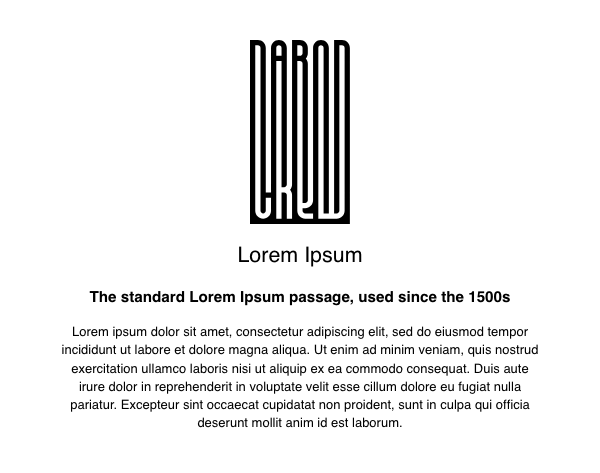 CREW
Lorem Ipsum
The standard Lorem Ipsum passage, used since the 1500s
Lorem ipsum dolor sit amet, consectetur adipiscing elit, sed do eiusmod tempor
incididunt ut labore et dolore magna aliqua. Ut enim ad minim veniam, quis nostrud
exercitation ullamco laboris nisi ut aliquip ex ea commodo consequat. Duis aute
irure dolor in reprehenderit in voluptate velit esse cillum dolore eu fugiat nulla
pariatur. Excepteur sint occaecat cupidatat non proident, sunt in culpa qui officia
deserunt mollit anim id est laborum.